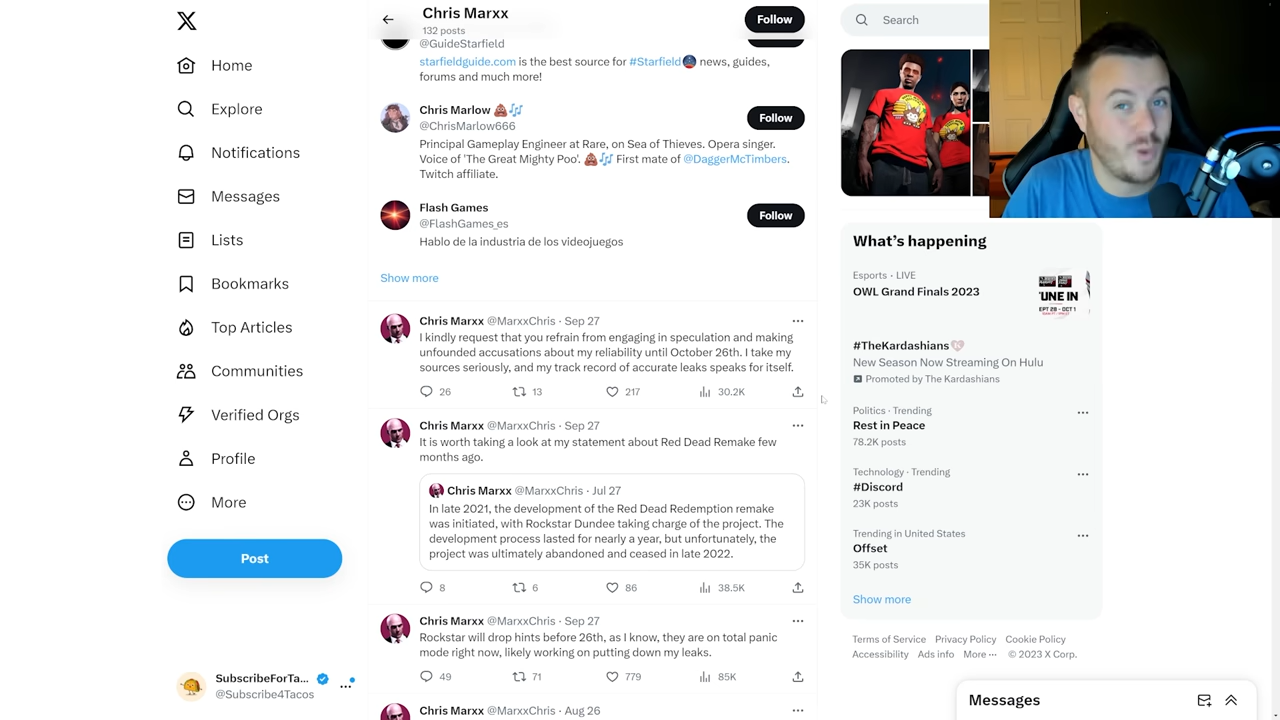 Home
Explore
Notifications
Messages
Lists
Bookmarks
Top Articles
Communities
Verified Orgs
Profile
More
Post
SubscribeForTa...
@Subscribe4Tacos
Chris Marxx
132 posts
Follow
@GuideStarfield
starfieldguide.com is the best source for #Starfield news, guides,
forums and much more!
Chris Marlow 💩🎶
@ChrisMarlow666
Follow
Principal Gameplay Engineer at Rare, on Sea of Thieves. Opera singer.
Voice of 'The Great Mighty Poo'. 💩🎶 First mate of @DaggerMcTimbers.
Twitch affiliate.
Flash Games
@FlashGames_es
Follow
Hablo de la industria de los videojuegos
Show more
Chris Marxx @MarxxChris · Sep 27
I kindly request that you refrain from engaging in speculation and making
unfounded accusations about my reliability until October 26th. I take my
sources seriously, and my track record of accurate leaks speaks for itself.
26 13 217 30.2K
Chris Marxx @MarxxChris · Sep 27
It is worth taking a look at my statement about Red Dead Remake few
months ago.
Chris Marxx @MarxxChris · Jul 27
In late 2021, the development of the Red Dead Redemption remake
was initiated, with Rockstar Dundee taking charge of the project. The
development process lasted for nearly a year, but unfortunately, the
project was ultimately abandoned and ceased in late 2022.
8 6 86 38.5K
Chris Marxx @MarxxChris · Sep 27
Rockstar will drop hints before 26th, as I know, they are on total panic
mode right now, likely working on putting down my leaks.
49 71 779 85K
Chris Marxx @MarxxChris · Aug 26
Search
What's happening
Esports · LIVE
OWL Grand Finals 2023
TUNE IN
EPT 28 - OCT 1
#TheKardashians
New Season Now Streaming On Hulu
Promoted by The Kardashians
Politics · Trending
Rest in Peace
78.2K posts
Technology · Trending
#Discord
23K posts
Trending in United States
Offset
35K posts
Show more
Terms of Service Privacy Policy Cookie Policy
Accessibility Ads info More ··· © 2023 X Corp.
Messages